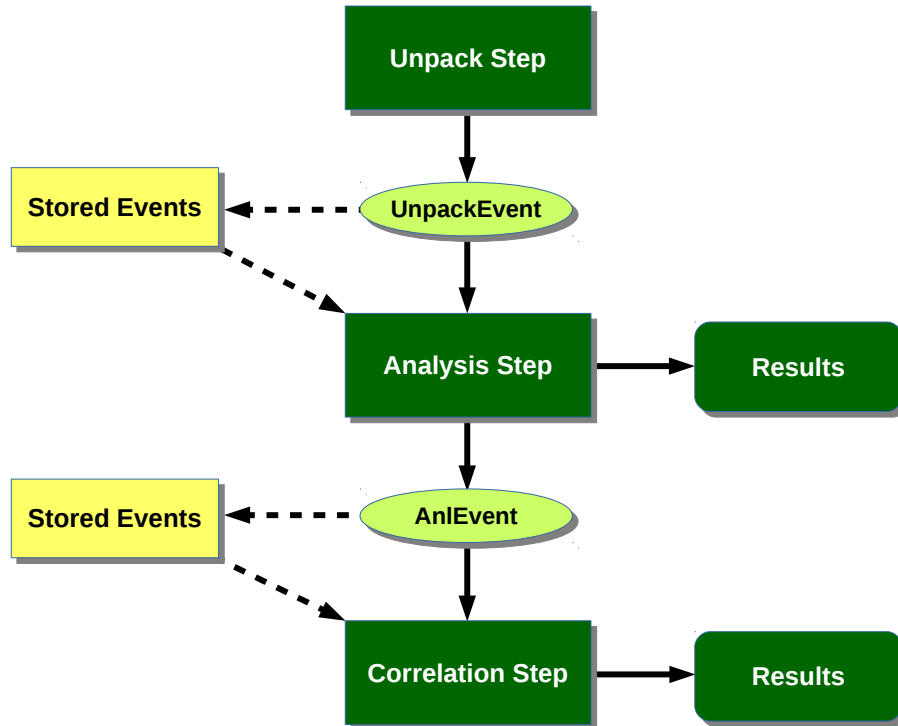 Unpack Step
Stored Events
UnpackEvent
Analysis Step
Results
Stored Events
AnlEvent
Correlation Step
Results